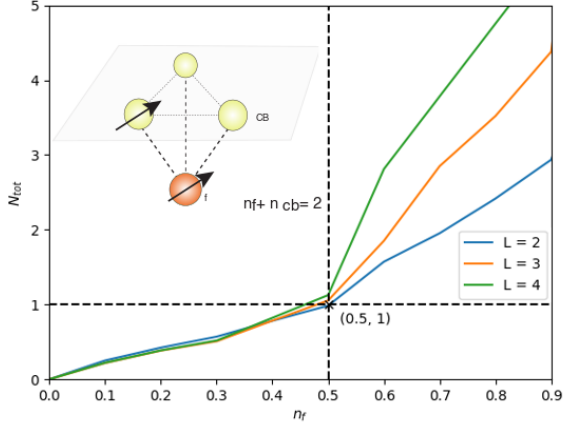 5
4
3
2
1
0
N_tot
CB
f
n_f + n_cb = 2
L = 2
L = 3
L = 4
(0.5, 1)
0.0 0.1 0.2 0.3 0.4 0.5 0.6 0.7 0.8 0.9
n_f